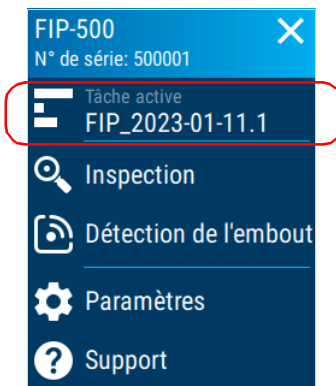 FIP-500
N° de série: 500001
Tâche active
FIP_2023-01-11.1
Inspection
Détection de l'embout
Paramètres
Support